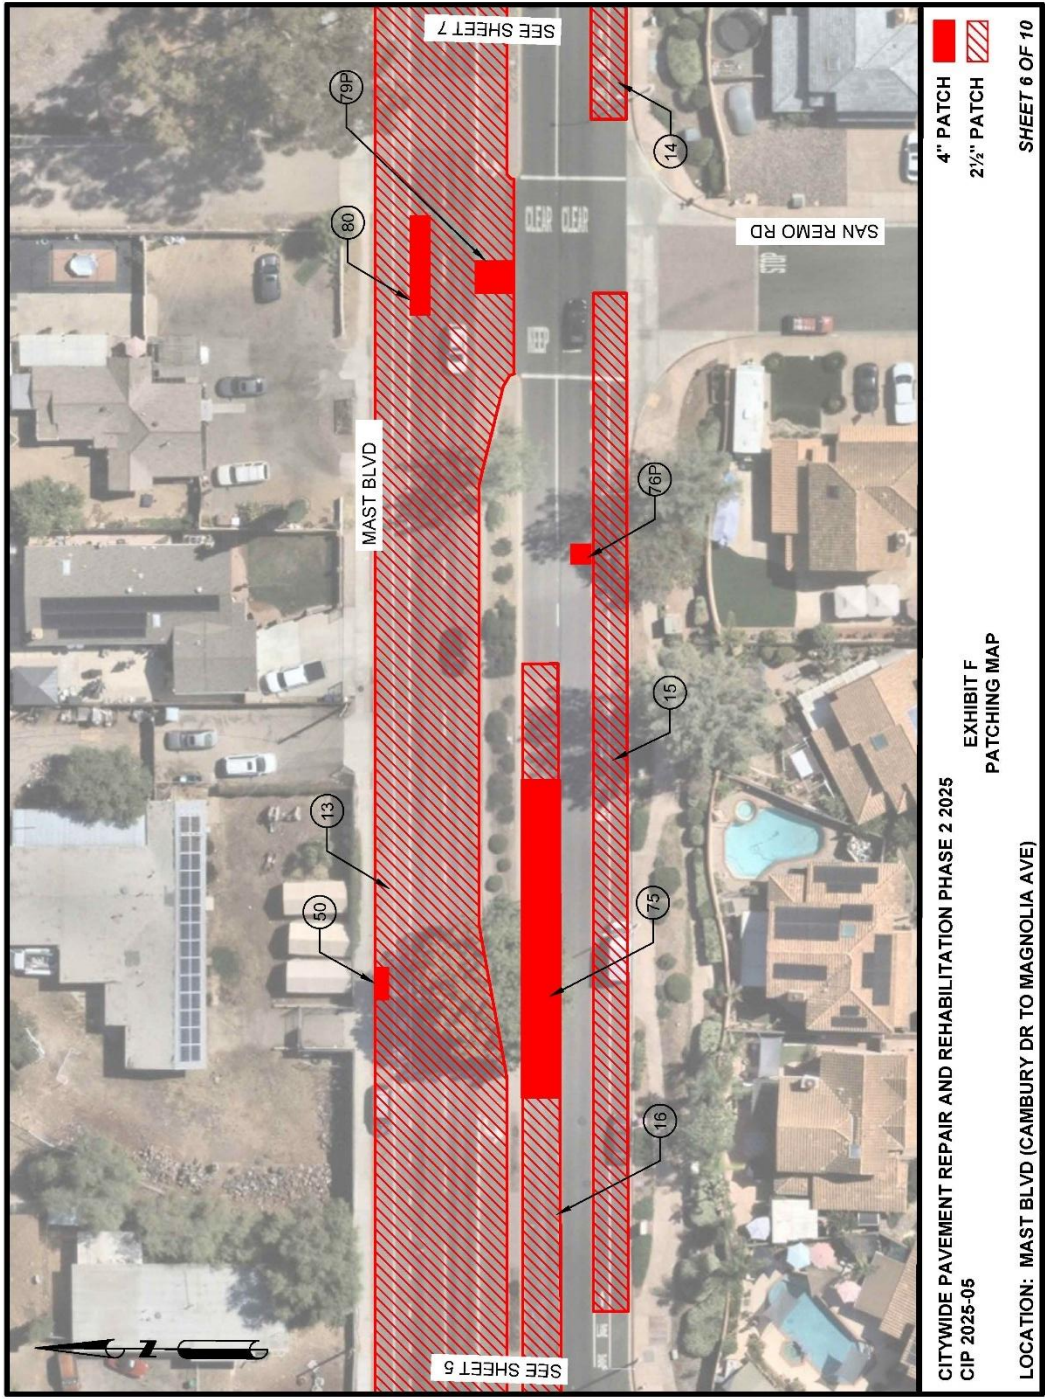 SEE SHEET 7
79P
14
80
CLEAR CLEAR
SAN REMO RD
STOP
KEEP
MAST BLVD
76P
15
13
50
75
16
N
SEE SHEET 5
CITYWIDE PAVEMENT REPAIR AND REHABILITATION PHASE 2 2025
CIP 2025-05
EXHIBIT F
PATCHING MAP
LOCATION: MAST BLVD (CAMBURY DR TO MAGNOLIA AVE)
4" PATCH
2½" PATCH
SHEET 6 OF 10